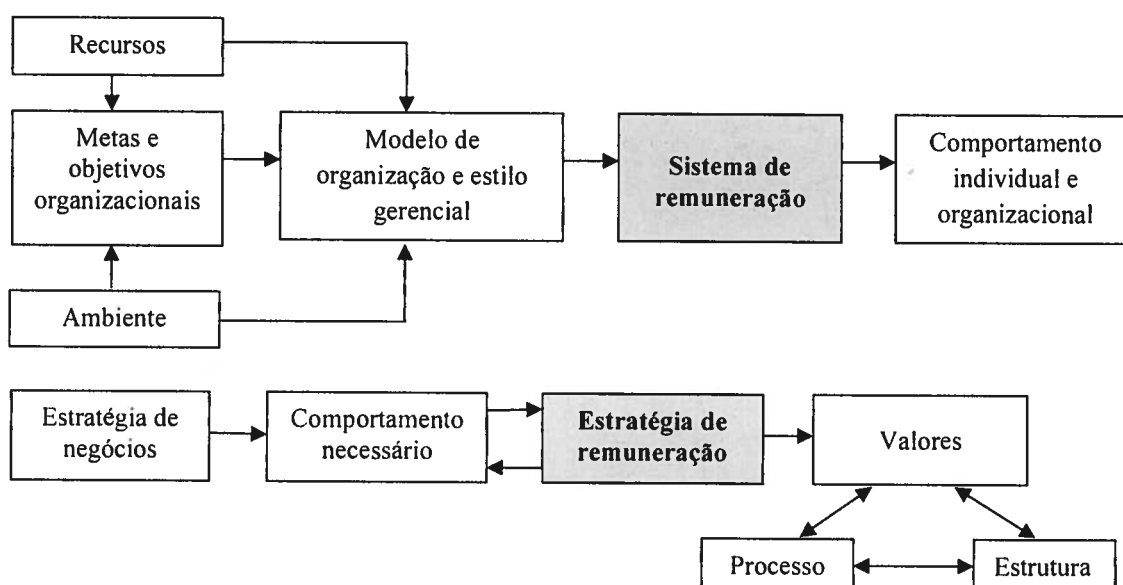 Recursos
Metas e
objetivos
organizacionais
Modelo de
organização e estilo
gerencial
Sistema de
remuneração
Comportamento
individual e
organizacional
Ambiente
Estratégia de
negócios
Comportamento
necessário
Estratégia de
remuneração
Valores
Processo
Estrutura